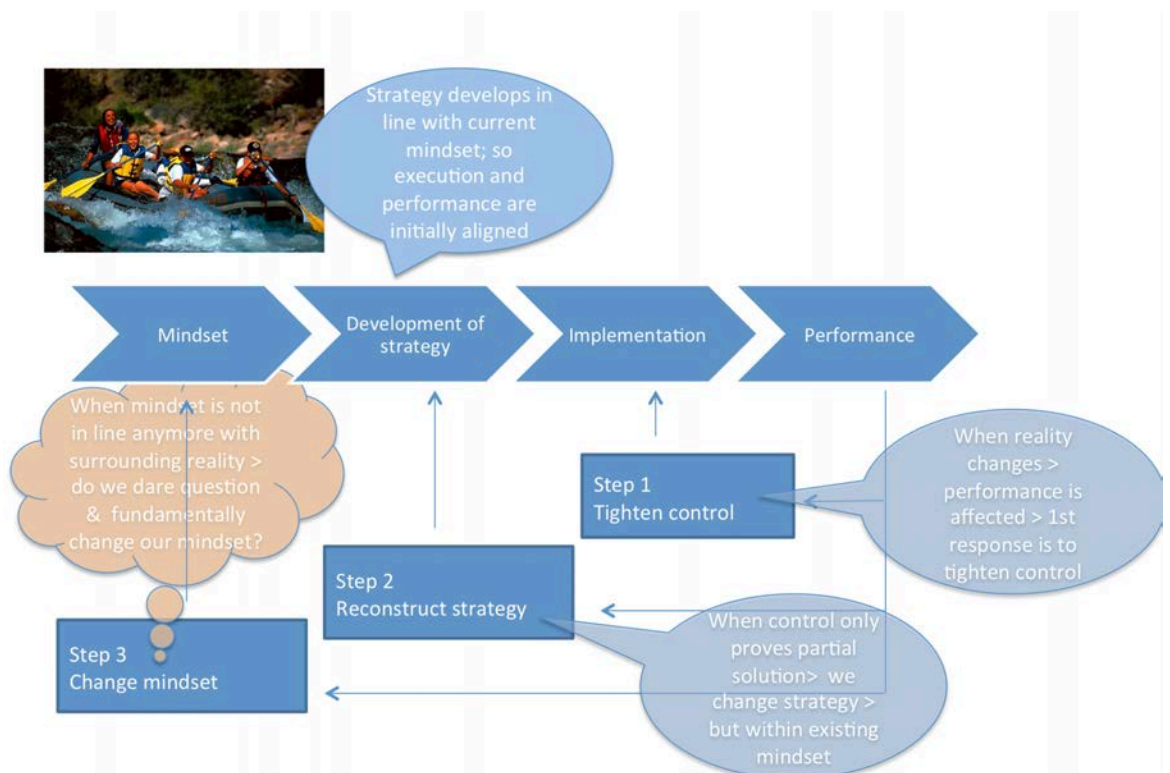 Strategy develops in
line with current
mindset; so
execution and
performance are
initially aligned
Mindset
Development of
strategy
Implementation
Performance
When mindset is not
in line anymore with
surrounding reality >
do we dare question
& fundamentally
change our mindset?
Step 1
Tighten control
When reality
changes >
performance is
affected > 1st
response is to
tighten control
Step 2
Reconstruct strategy
When control only
proves partial
solution> we
change strategy >
but within existing
mindset
Step 3
Change mindset